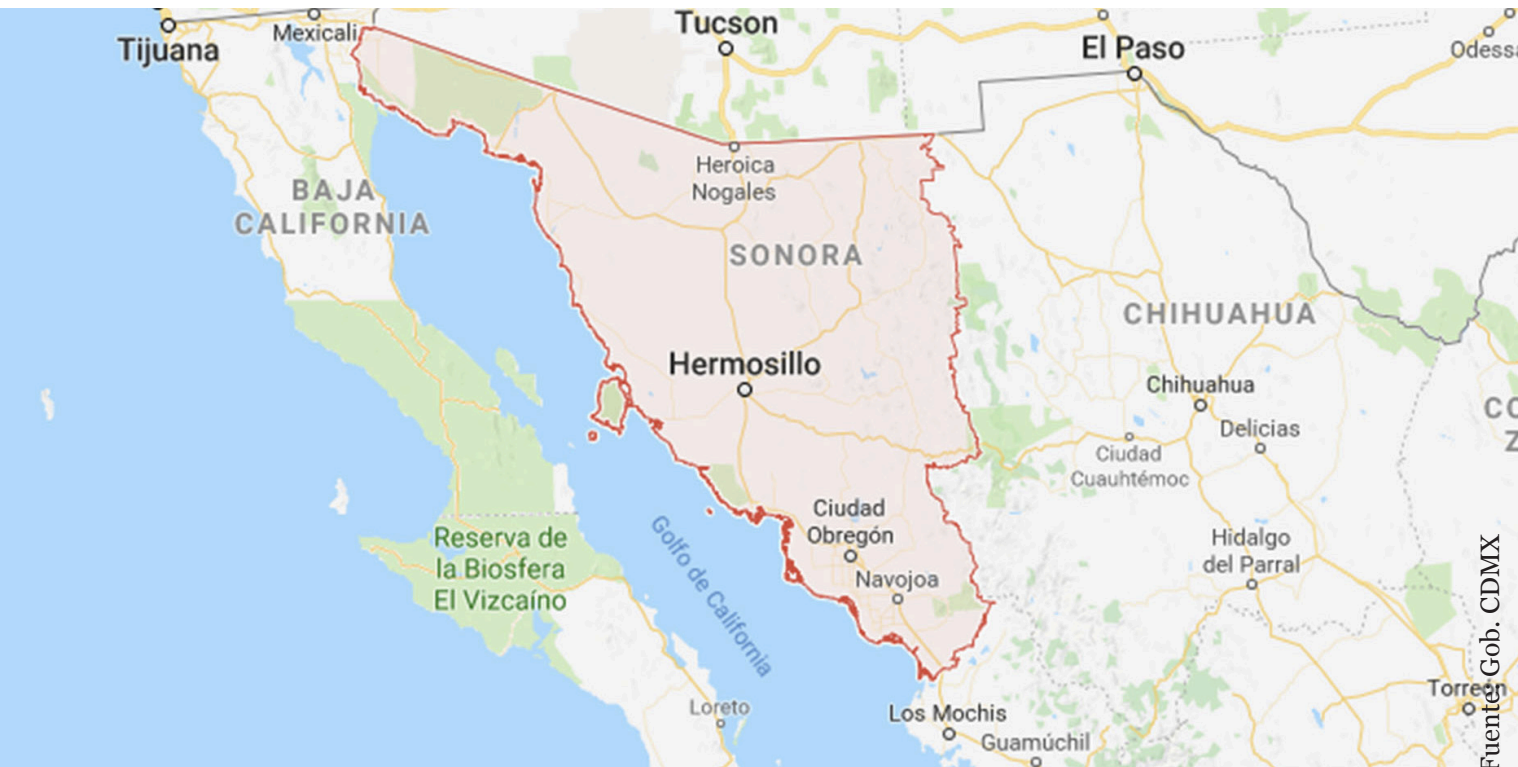 Tijuana
Mexicali
Tucson
El Paso
Odess
Heroica
Nogales
BAJA
CALIFORNIA
SONORA
CHIHUAHUA
Hermosillo
Chihuahua
Delicias
CO
Z
Ciudad
Cuauhtémoc
Ciudad
Obregón
Navojoa
Hidalgo
del Parral
Reserva de
la Biosfera
El Vizcaíno
Golfo de California
Loreto
Los Mochis
Guamúchil
Torreón
Fuente: Gob. CDMX